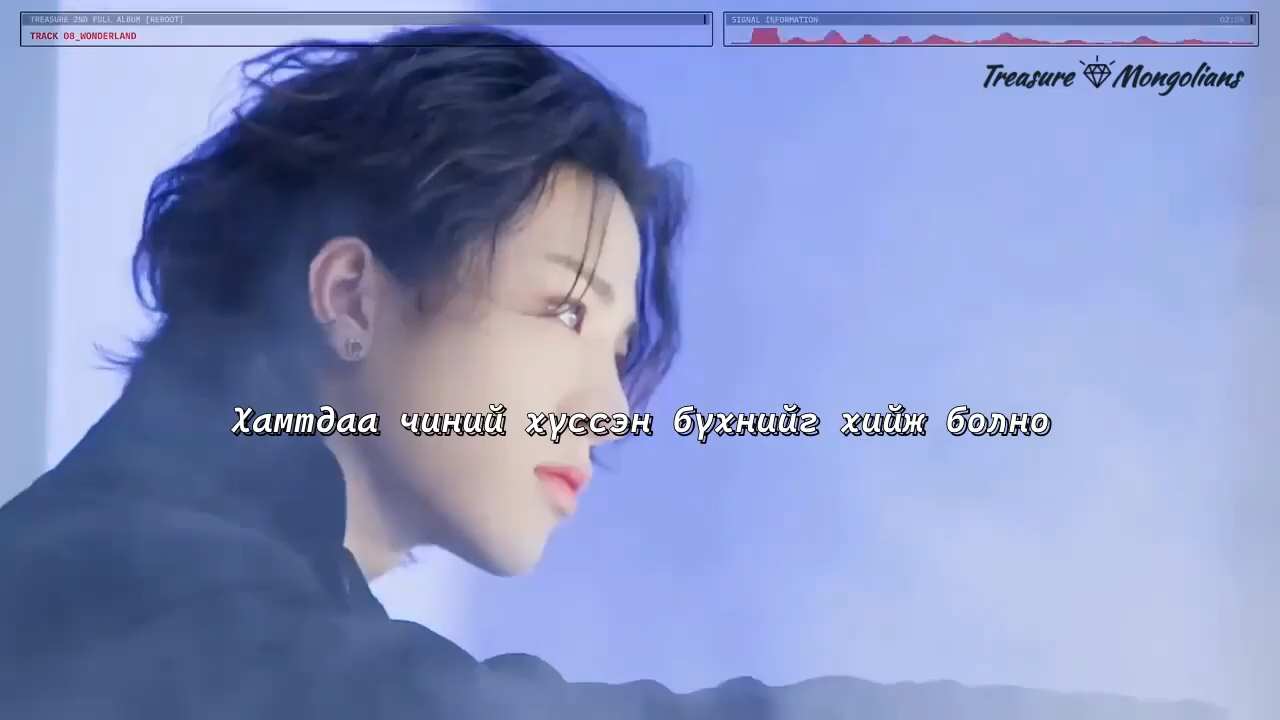 TREASURE 2ND FULL ALBUM [REBOOT]
TRACK 08_WONDERLAND
SIGNAL INFORMATION 02:59
Treasure Mongolians
Хамтдаа чиний хүссэн бүхнийг хийж болно